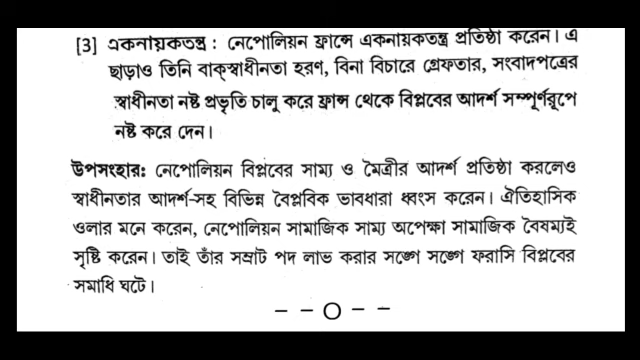 [3] একনায়কতন্ত্র : নেপোলিয়ন ফ্রান্সে একনায়কতন্ত্র প্রতিষ্ঠা করেন। এ
ছাড়াও তিনি বাক্‌স্বাধীনতা হরণ, বিনা বিচারে গ্রেফতার, সংবাদপত্রের
স্বাধীনতা নষ্ট প্রভৃতি চালু করে ফ্রান্স থেকে বিপ্লবের আদর্শ সম্পূর্ণরূপে
নষ্ট করে দেন।
উপসংহার: নেপোলিয়ন বিপ্লবের সাম্য ও মৈত্রীর আদর্শ প্রতিষ্ঠা করলেও
স্বাধীনতার আদর্শ-সহ বিভিন্ন বৈপ্লবিক ভাবধারা ধ্বংস করেন। ঐতিহাসিক
ওলার মনে করেন, নেপোলিয়ন সামাজিক সাম্য অপেক্ষা সামাজিক বৈষম্যই
সৃষ্টি করেন। তাই তাঁর সম্রাট পদ লাভ করার সঙ্গে সঙ্গে ফরাসি বিপ্লবের
সমাধি ঘটে।
– – O – –